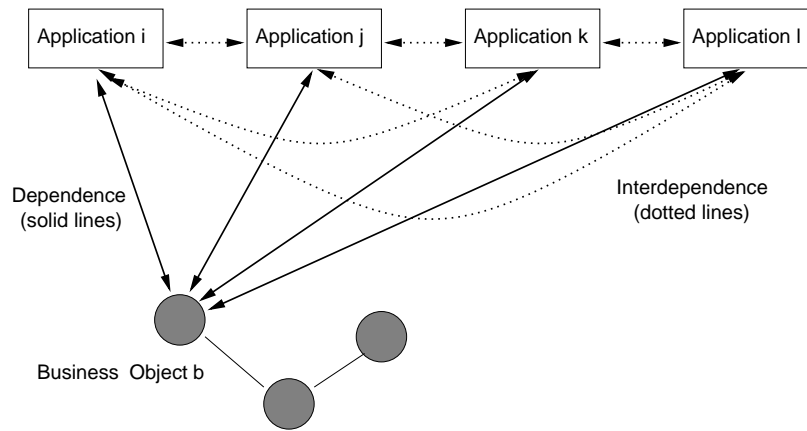 Application i
Application j
Application k
Application l
Dependence
(solid lines)
Interdependence
(dotted lines)
Business Object b